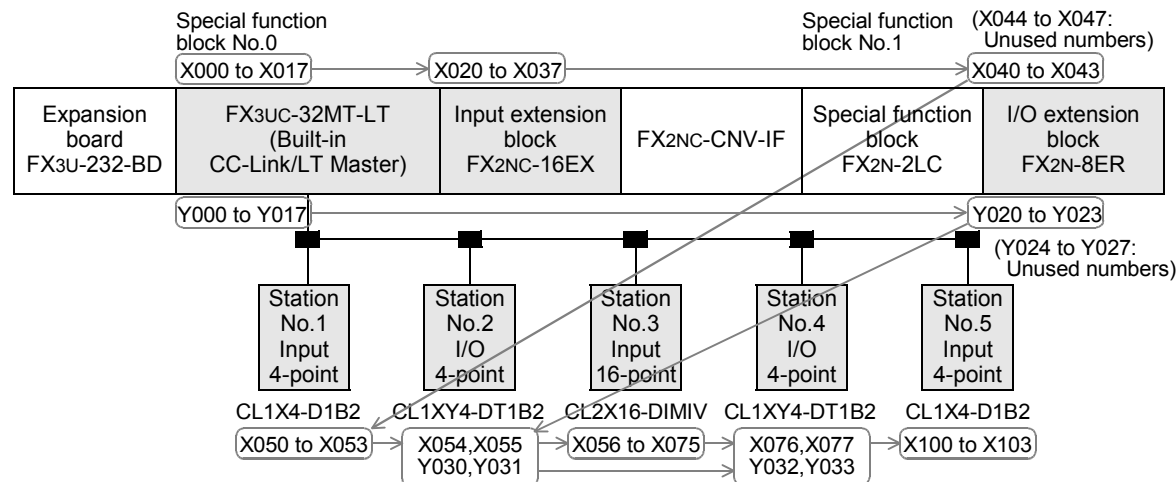 Special function
block No.0
Special function
block No.1
(X044 to X047:
Unused numbers)
X000 to X017
X020 to X037
X040 to X043
Expansion
board
FX3U-232-BD
FX3UC-32MT-LT
(Built-in
CC-Link/LT Master)
Input extension
block
FX2NC-16EX
FX2NC-CNV-IF
Special function
block
FX2N-2LC
I/O extension
block
FX2N-8ER
Y000 to Y017
Y020 to Y023
(Y024 to Y027:
Unused numbers)
Station
No.1
Input
4-point
Station
No.2
I/O
4-point
Station
No.3
Input
16-point
Station
No.4
I/O
4-point
Station
No.5
Input
4-point
CL1X4-D1B2
CL1XY4-DT1B2
CL2X16-DIMIV
CL1XY4-DT1B2
CL1X4-D1B2
X050 to X053
X054,X055
Y030,Y031
X056 to X075
X076,X077
Y032,Y033
X100 to X103